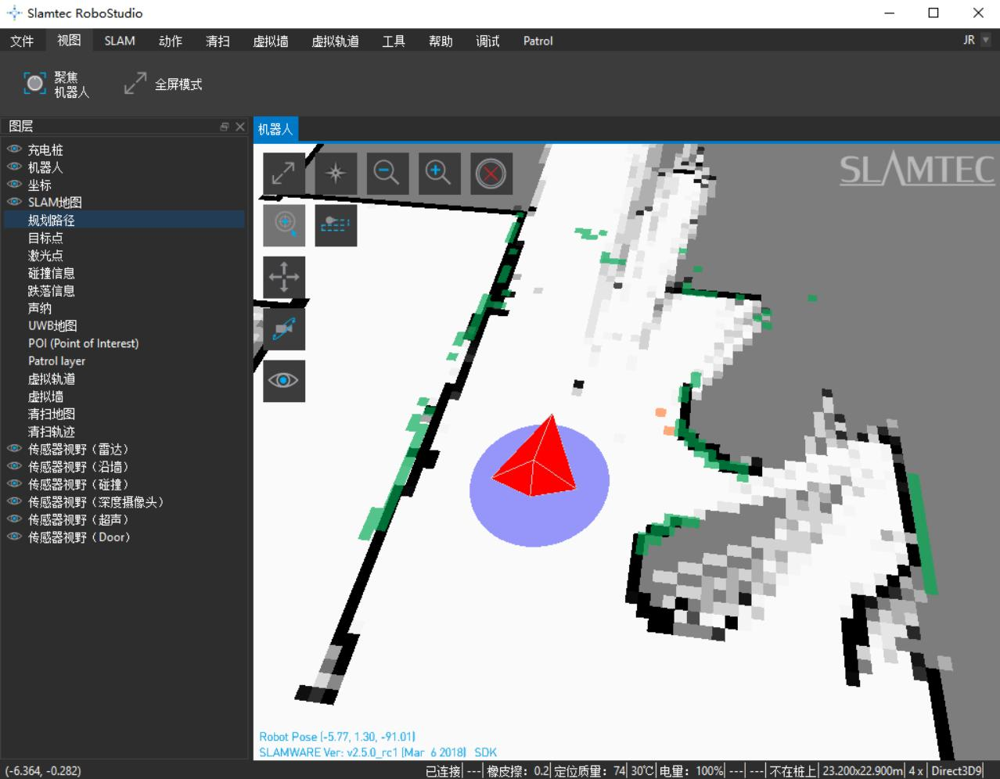 Slamtec RoboStudio
文件 视图 SLAM 动作 清扫 虚拟墙 虚拟轨道 工具 帮助 调试 Patrol JR
聚焦
机器人
全屏模式
图层
机器人
充电桩
机器人
坐标
SLAM地图
规划路径
目标点
激光点
碰撞信息
跌落信息
声纳
UWB地图
POI (Point of Interest)
Patrol layer
虚拟轨道
虚拟墙
清扫地图
清扫轨迹
传感器视野（雷达）
传感器视野（沿墙）
传感器视野（碰撞）
传感器视野（深度摄像头）
传感器视野（超声）
传感器视野（Door）
SLAMTEC
Robot Pose (-5.77, 1.30, -91.01)
SLAMWARE Ver: v2.5.0_rc1 (Mar 6 2018) SDK
(-6.364, -0.282)
已连接| ---| 橡皮擦: 0.2| 定位质量: 74| 30℃| 电量: 100%| ---| ---| 不在桩上| 23.200x22.900m| 4 x | Direct3D9|